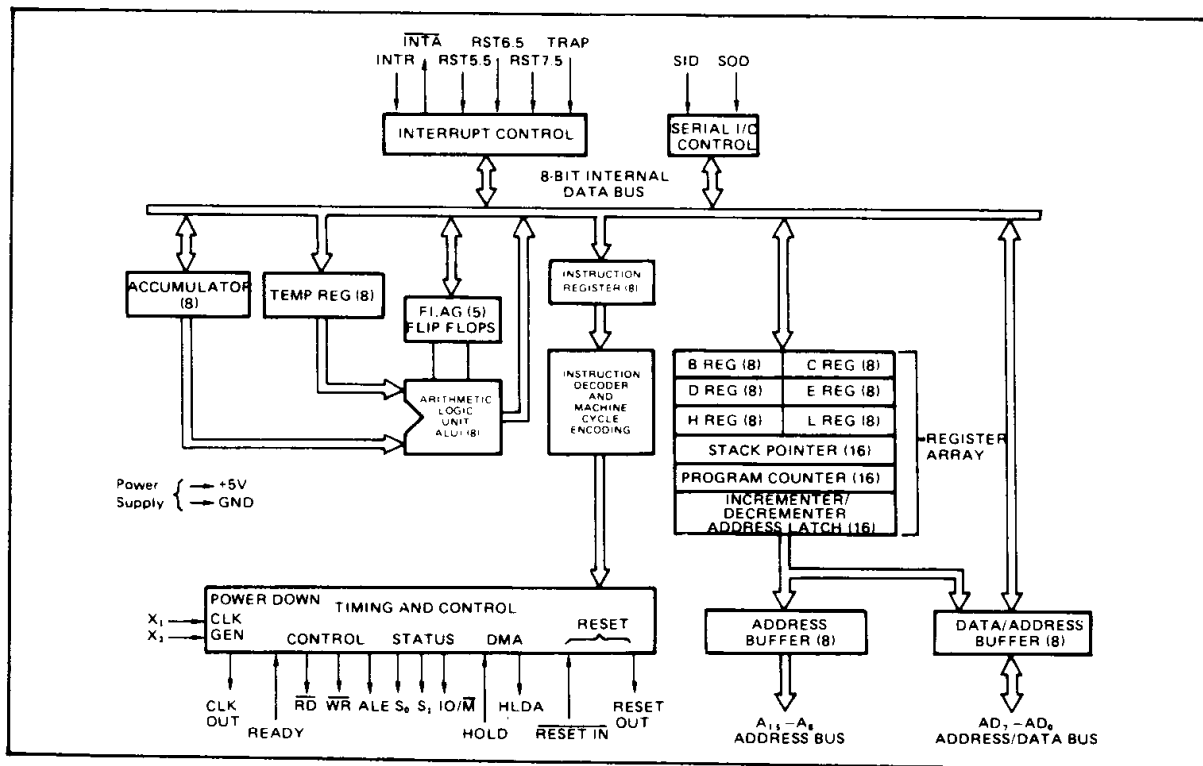 INTA RST6.5 TRAP
INTR RST5.5 RST7.5
SID SOD
INTERRUPT CONTROL
SERIAL I/O
CONTROL
8-BIT INTERNAL
DATA BUS
ACCUMULATOR
(8)
TEMP REG (8)
FLAG (5)
FLIP FLOPS
INSTRUCTION
REGISTER (8)
ARITHMETIC
LOGIC
UNIT
ALU (8)
INSTRUCTION
DECODER
AND
MACHINE
CYCLE
ENCODING
B REG (8) C REG (8)
D REG (8) E REG (8)
H REG (8) L REG (8)
STACK POINTER (16)
PROGRAM COUNTER (16)
INCREMENTER/
DECREMENTER
ADDRESS LATCH (16)
REGISTER
ARRAY
Power +5V
Supply GND
POWER DOWN
TIMING AND CONTROL
X₁ CLK
X₂ GEN
CONTROL STATUS DMA RESET
CLK
OUT
READY
RD WR ALE S₀ S₁ IO/M
HOLD
HLDA
RESET IN
RESET
OUT
ADDRESS
BUFFER (8)
DATA/ADDRESS
BUFFER (8)
A₁₅–A₈
ADDRESS BUS
AD₇–AD₀
ADDRESS/DATA BUS